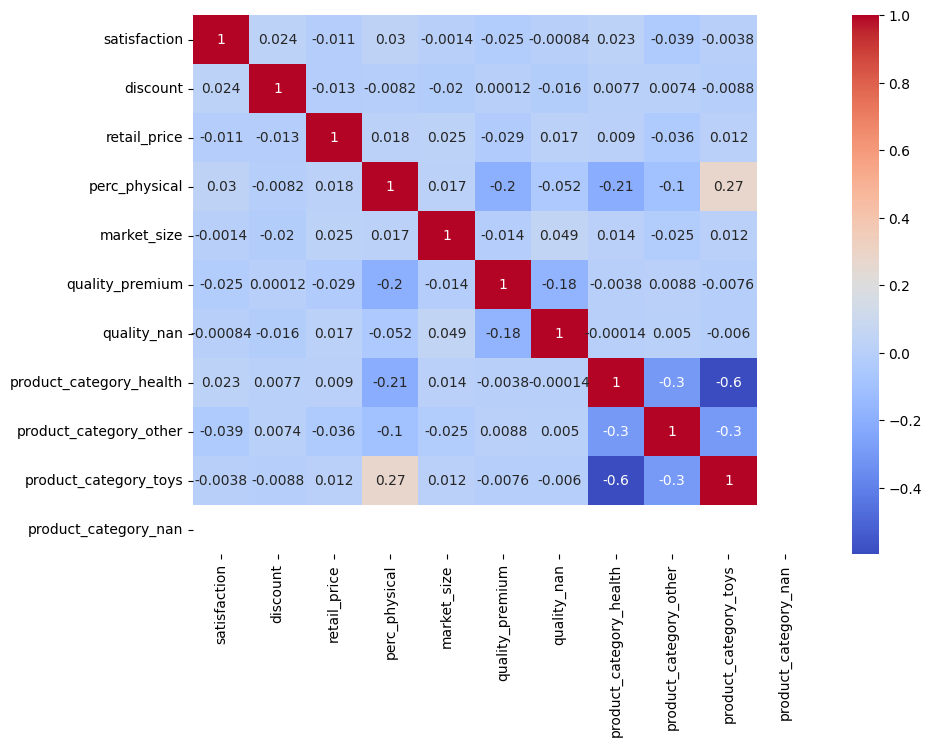 satisfaction 1 0.024 -0.011 0.03 -0.0014 -0.025 -0.00084 0.023 -0.039 -0.0038
discount 0.024 1 -0.013 -0.0082 -0.02 0.00012 -0.016 0.0077 0.0074 -0.0088
retail_price -0.011 -0.013 1 0.018 0.025 -0.029 0.017 0.009 -0.036 0.012
perc_physical 0.03 -0.0082 0.018 1 0.017 -0.2 -0.052 -0.21 -0.1 0.27
market_size -0.0014 -0.02 0.025 0.017 1 -0.014 0.049 0.014 -0.025 0.012
quality_premium -0.025 0.00012 -0.029 -0.2 -0.014 1 -0.18 -0.0038 0.0088 -0.0076
quality_nan -0.00084 -0.016 0.017 -0.052 0.049 -0.18 1 -0.00014 0.005 -0.006
product_category_health 0.023 0.0077 0.009 -0.21 0.014 -0.0038 -0.00014 1 -0.3 -0.6
product_category_other -0.039 0.0074 -0.036 -0.1 -0.025 0.0088 0.005 -0.3 1 -0.3
product_category_toys -0.0038 -0.0088 0.012 0.27 0.012 -0.0076 -0.006 -0.6 -0.3 1
product_category_nan
satisfaction
discount
retail_price
perc_physical
market_size
quality_premium
quality_nan
product_category_health
product_category_other
product_category_toys
product_category_nan
1.0
0.8
0.6
0.4
0.2
0.0
−0.2
−0.4